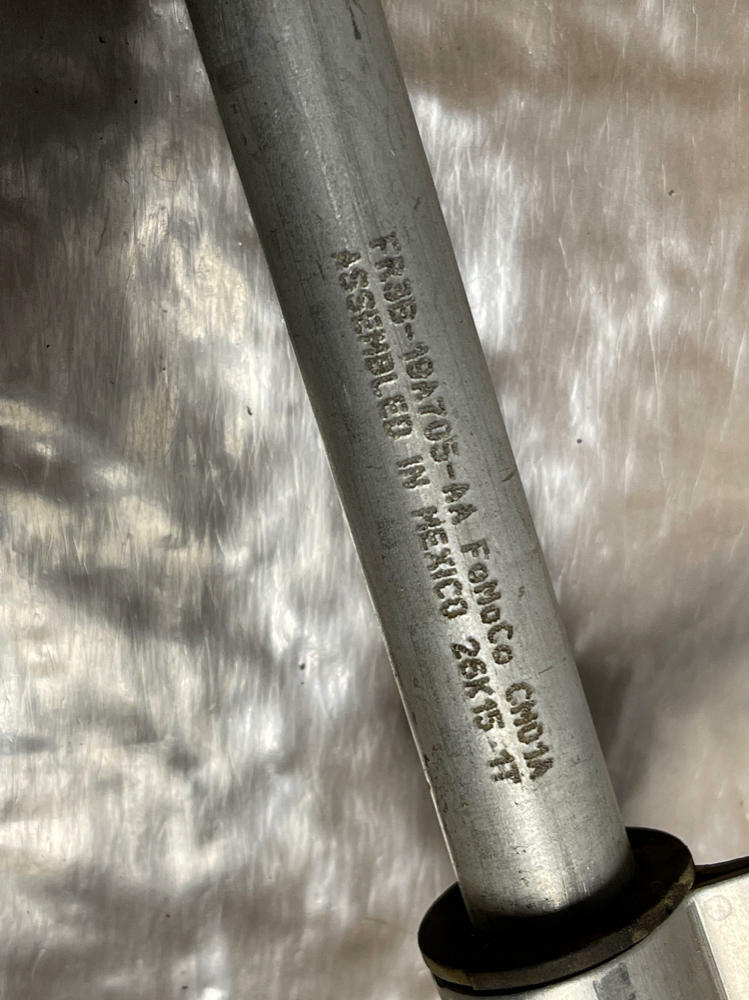 FR3B-19A705-AA FoMoCo CMD1A
ASSEMBLED IN MEXICO 26K15 1T